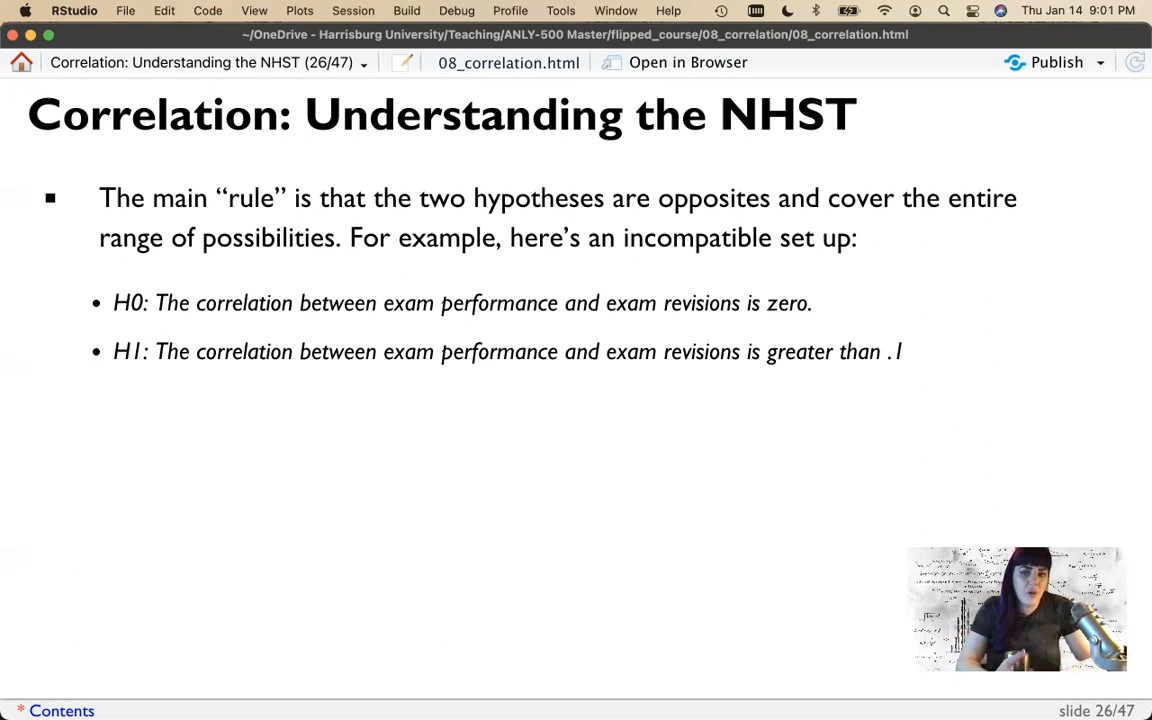 RStudio File Edit Code View Plots Session Build Debug Profile Tools Window Help Thu Jan 14 9:01 PM
~/OneDrive - Harrisburg University/Teaching/ANLY-500 Master/flipped_course/08_correlation/08_correlation.html
Correlation: Understanding the NHST (26/47) 08_correlation.html Open in Browser Publish
Correlation: Understanding the NHST
▪ The main “rule” is that the two hypotheses are opposites and cover the entire
range of possibilities. For example, here’s an incompatible set up:
• H0: The correlation between exam performance and exam revisions is zero.
• H1: The correlation between exam performance and exam revisions is greater than .1
* Contents slide 26/47